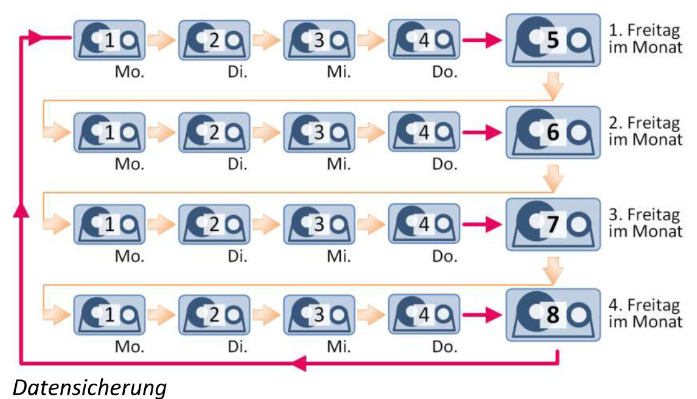 1 2 3 4 5 1. Freitag
im Monat
Mo. Di. Mi. Do.
1 2 3 4 6 2. Freitag
im Monat
Mo. Di. Mi. Do.
1 2 3 4 7 3. Freitag
im Monat
Mo. Di. Mi. Do.
1 2 3 4 8 4. Freitag
im Monat
Mo. Di. Mi. Do.
Datensicherung